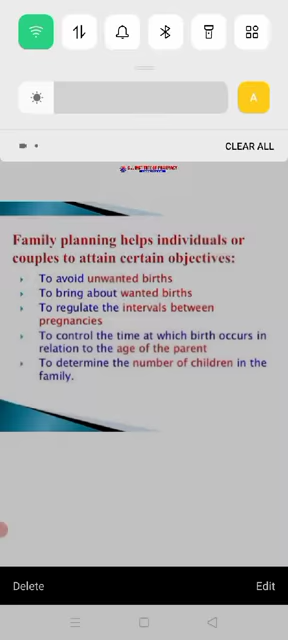 A
CLEAR ALL
Family planning helps individuals or
couples to attain certain objectives:
To avoid unwanted births
To bring about wanted births
To regulate the intervals between
pregnancies
To control the time at which birth occurs in
relation to the age of the parent
To determine the number of children in the
family.
Delete
Edit